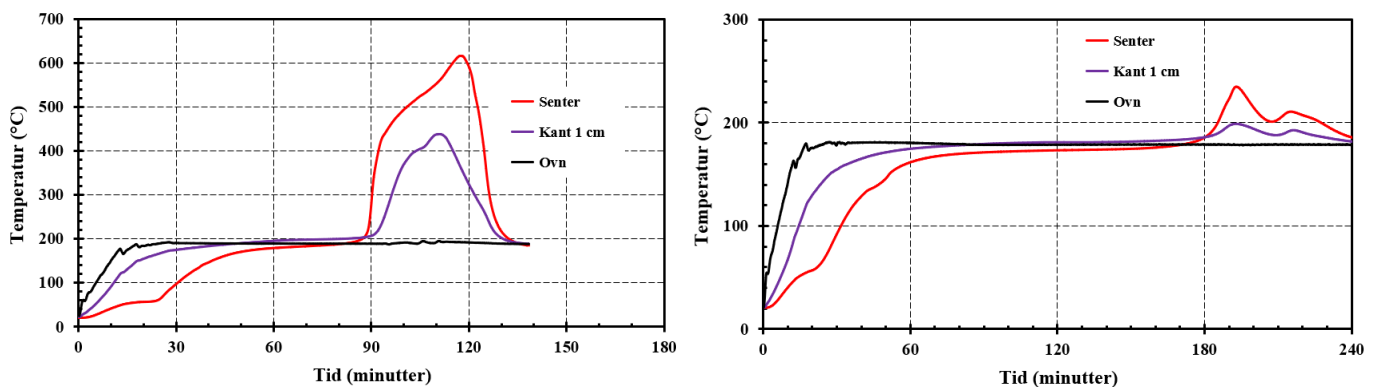 700
600
500
400
300
200
100
0
Temperatur (°C)
Senter
Kant 1 cm
Ovn
0
30
60
90
120
150
180
Tid (minutter)
300
200
100
0
Temperatur (°C)
Senter
Kant 1 cm
Ovn
0
60
120
180
240
Tid (minutter)